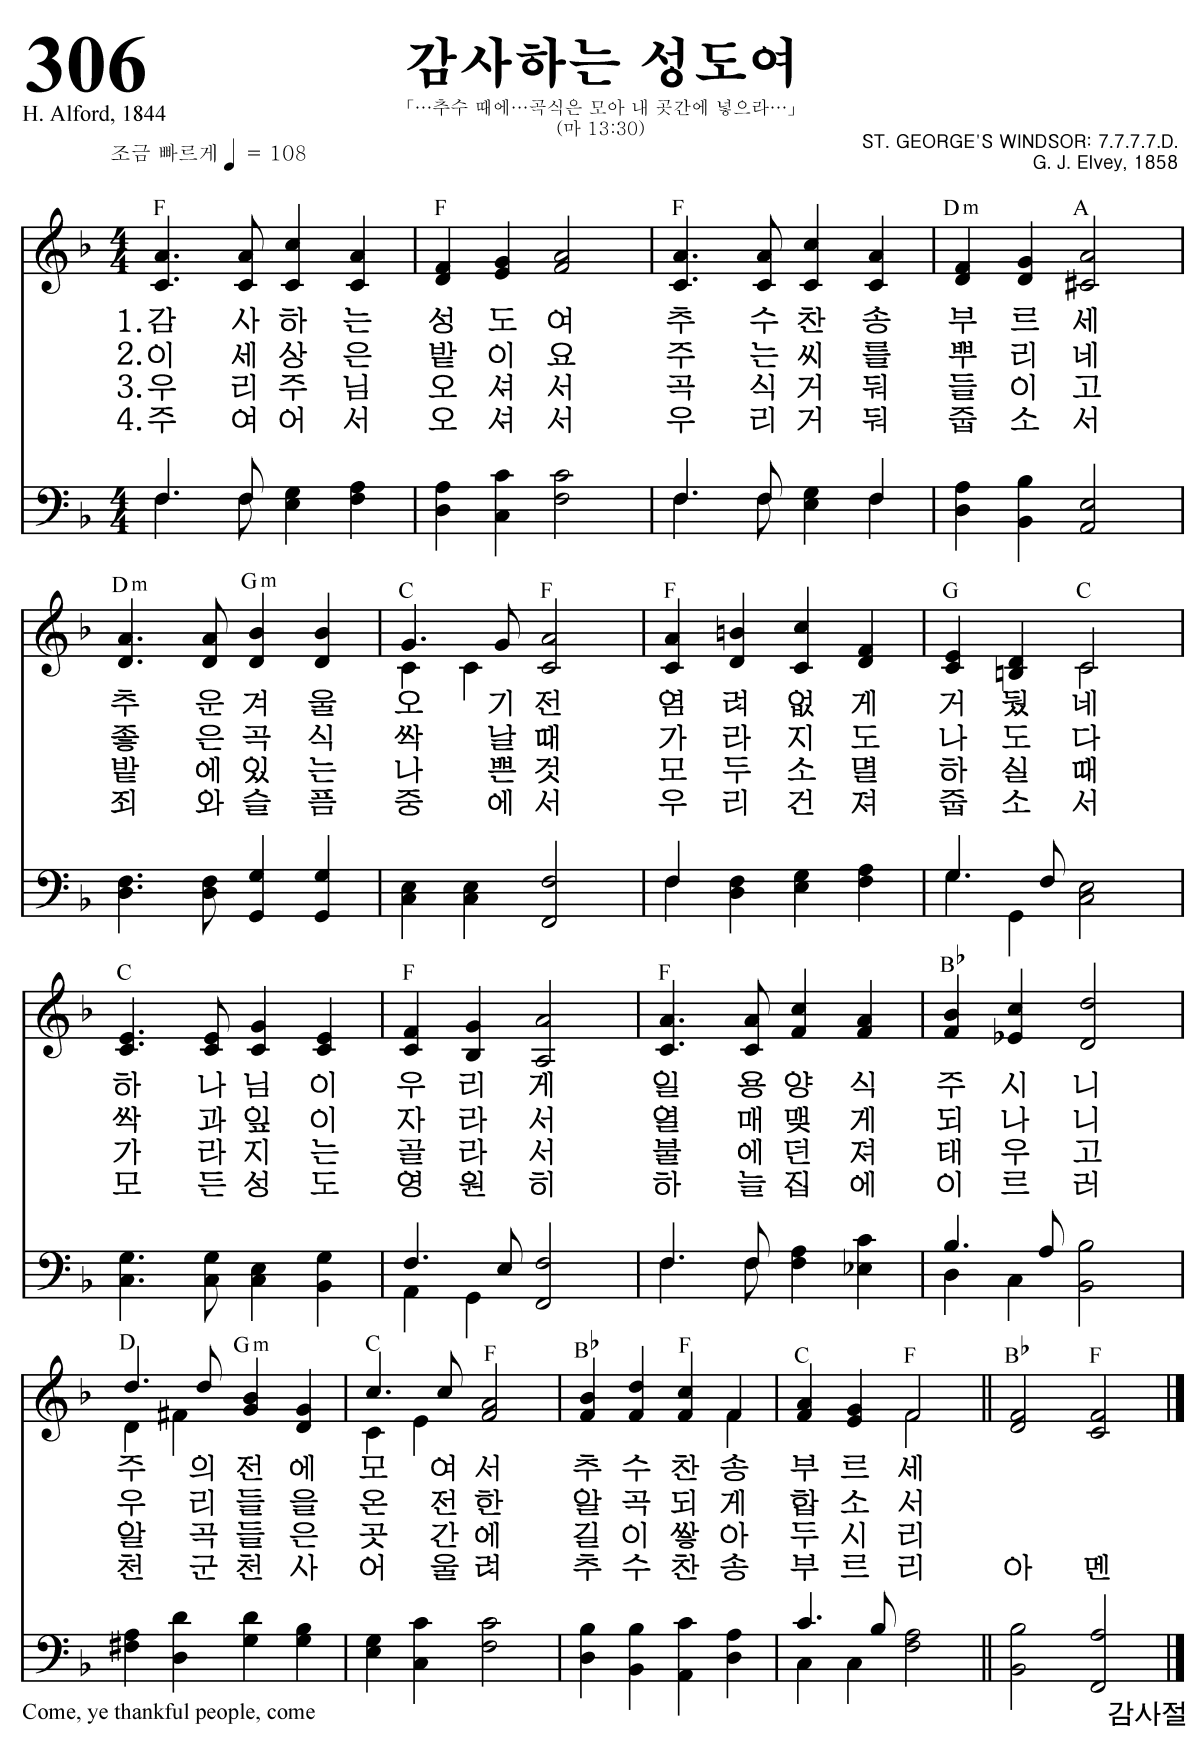 306
감사하는 성도여
H. Alford, 1844
「…추수 때에…곡식은 모아 내 곳간에 넣으라…」
(마 13:30)
조금 빠르게 ♩ = 108
ST. GEORGE'S WINDSOR: 7.7.7.7.D.
G. J. Elvey, 1858
F F F Dm A
4 4
1.감 사 하 는 성 도 여 추 수 찬 송 부 르 세
2.이 세 상 은 밭 이 요 주 는 씨 를 뿌 리 네
3.우 리 주 님 오 셔 서 곡 식 거 둬 들 이 고
4.주 여 어 서 오 셔 서 우 리 거 둬 줍 소 서
4 4
Dm Gm C F F G C
추 운 겨 울 오 기 전 염 려 없 게 거 뒀 네
좋 은 곡 식 싹 날 때 가 라 지 도 나 도 다
밭 에 있 는 나 쁜 것 모 두 소 멸 하 실 때
죄 와 슬 픔 중 에 서 우 리 건 져 줍 소 서
C F F B♭
하 나 님 이 우 리 게 일 용 양 식 주 시 니
싹 과 잎 이 자 라 서 열 매 맺 게 되 나 니
가 라 지 는 골 라 서 불 에 던 져 태 우 고
모 든 성 도 영 원 히 하 늘 집 에 이 르 러
D Gm C F B♭ F C F B♭ F
주 의 전 에 모 여 서 추 수 찬 송 부 르 세
우 리 들 을 온 전 한 알 곡 되 게 합 소 서
알 곡 들 은 곳 간 에 길 이 쌓 아 두 시 리
천 군 천 사 어 울 려 추 수 찬 송 부 르 리 아 멘
Come, ye thankful people, come
감사절